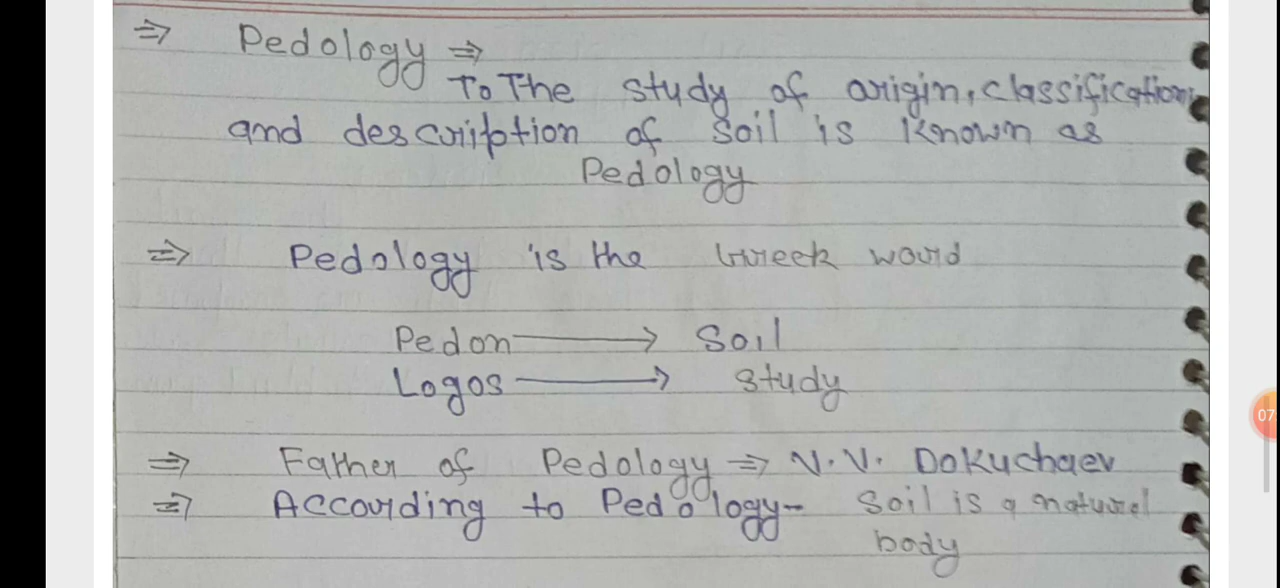 ⇒ Pedology ⇒
To The study of origin, classification
and description of soil is known as
Pedology
⇒ Pedology is the Greek word
Pedon → Soil
Logos → study
⇒ Father of Pedology ⇒ V.V. Dokuchaev
⇒ According to Pedology- Soil is a natural
body
07